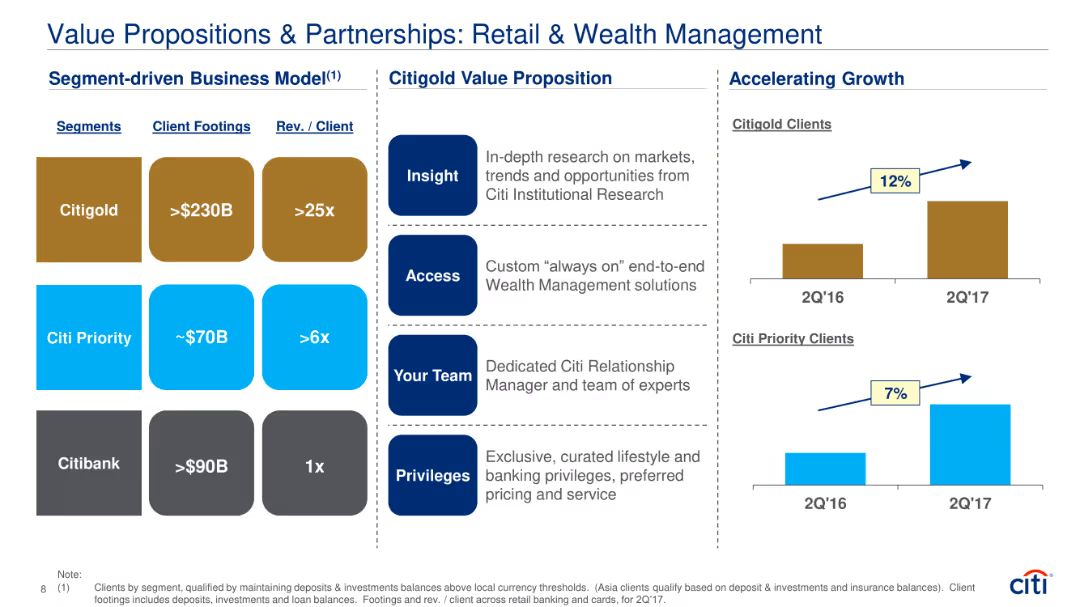 Value Propositions & Partnerships: Retail & Wealth Management
Segment-driven Business Model(1)
Segments
Client Footings
Rev. / Client
Citigold
>$230B
>25x
Citi Priority
~$70B
>6x
Citibank
>$90B
1x
Citigold Value Proposition
Insight
In-depth research on markets,
trends and opportunities from
Citi Institutional Research
Access
Custom “always on” end-to-end
Wealth Management solutions
Your Team
Dedicated Citi Relationship
Manager and team of experts
Privileges
Exclusive, curated lifestyle and
banking privileges, preferred
pricing and service
Accelerating Growth
Citigold Clients
12%
2Q'16
2Q'17
Citi Priority Clients
7%
2Q'16
2Q'17
Note:
8
(1)
Clients by segment, qualified by maintaining deposits & investments balances above local currency thresholds. (Asia clients qualify based on deposit & investments and insurance balances). Client
footings includes deposits, investments and loan balances. Footings and rev. / client across retail banking and cards, for 2Q'17.
citi